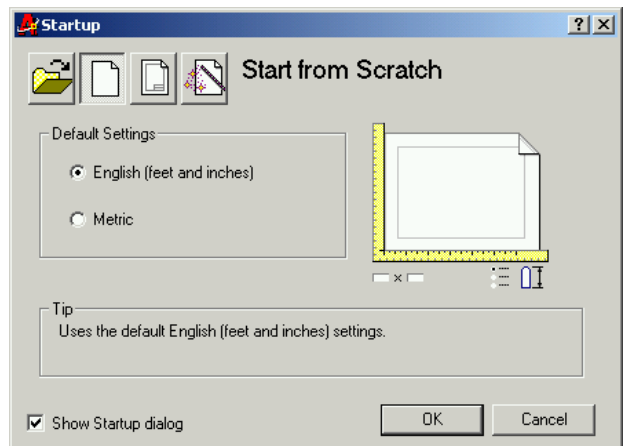 Startup
Start from Scratch
Default Settings
English (feet and inches)
Metric
Tip
Uses the default English (feet and inches) settings.
Show Startup dialog
OK
Cancel